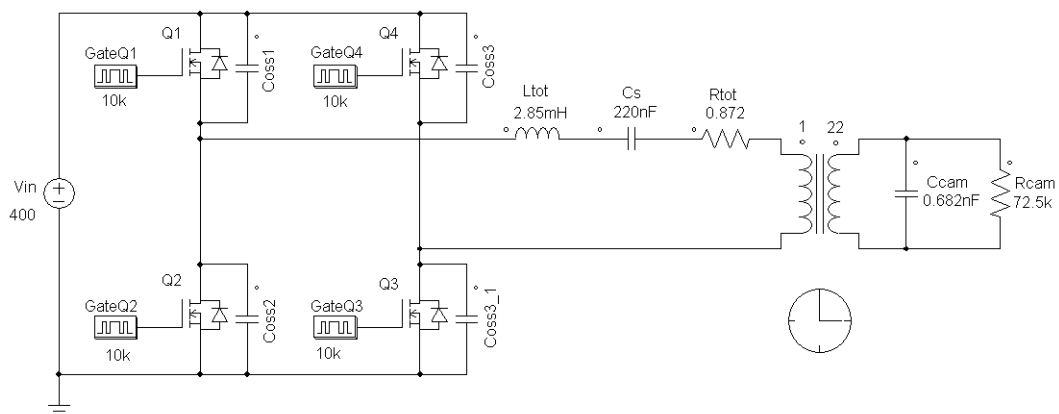 Q1
Q4
GateQ1
GateQ4
10k
10k
Coss1
Coss3
Ltot
2.85mH
Cs
220nF
Rtot
0.872
1
22
Vin
400
Ccam
0.682nF
Rcam
72.5k
Q2
Q3
GateQ2
GateQ3
10k
10k
Coss2
Coss3_1